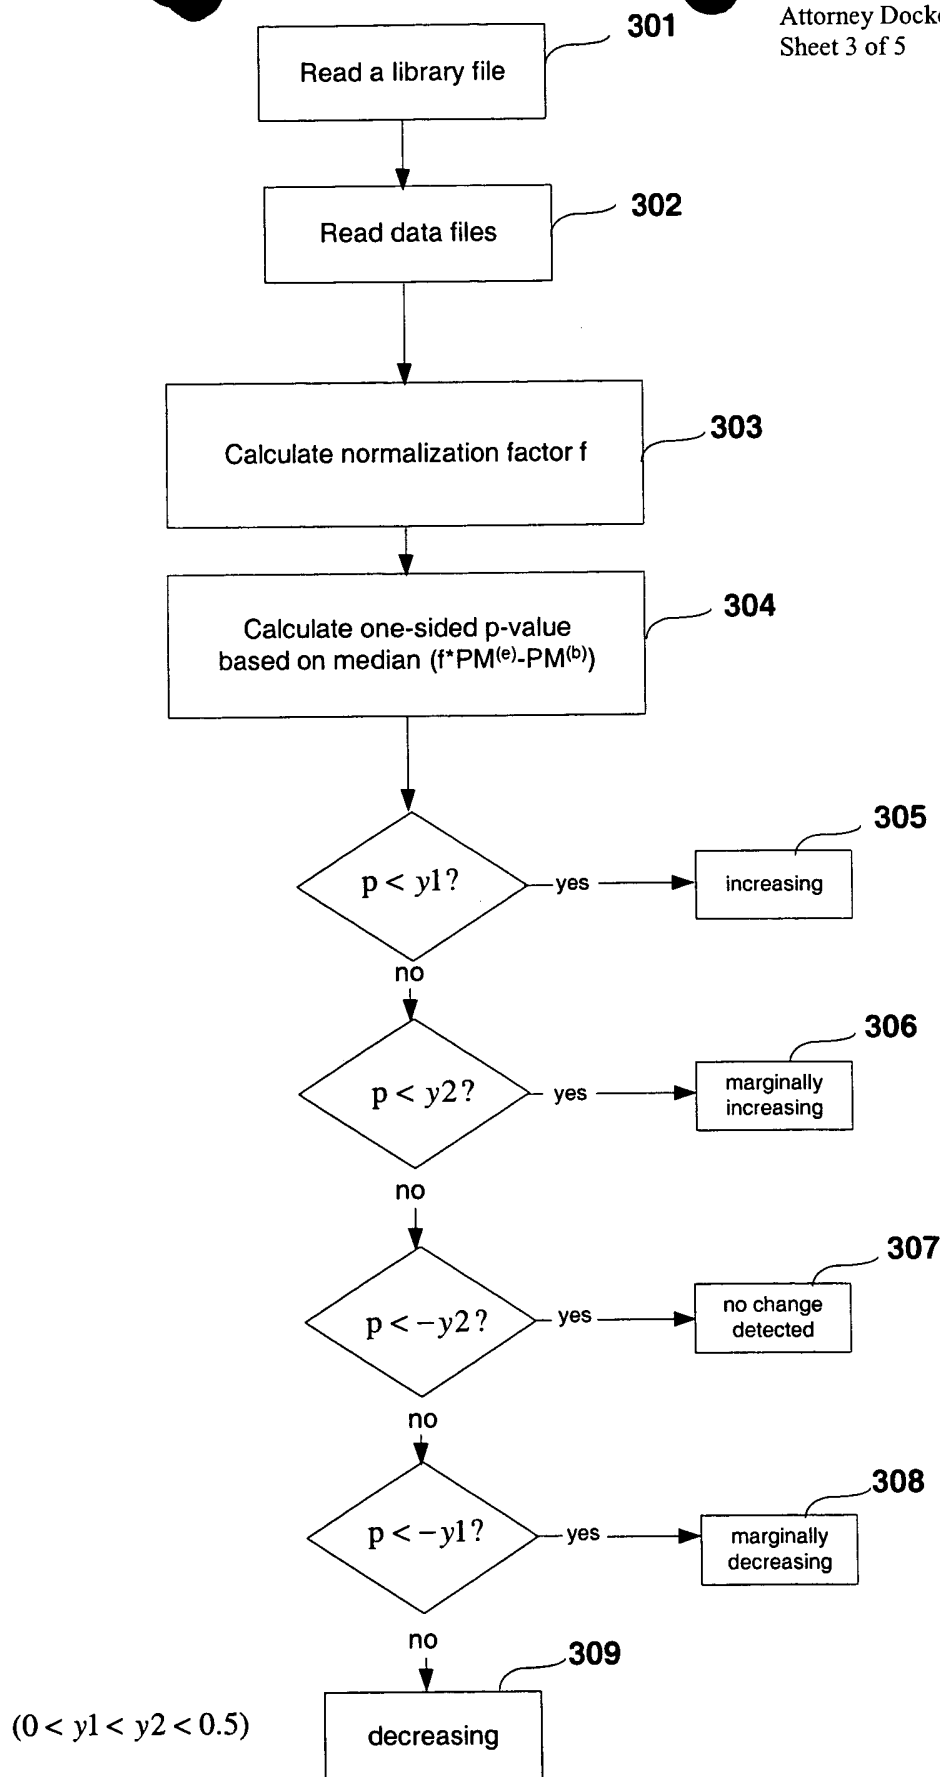 Attorney Docke
Sheet 3 of 5
301
Read a library file
302
Read data files
303
Calculate normalization factor f
304
Calculate one-sided p-value
based on median (f*PM(e)-PM(b))
305
p < y1?
yes
increasing
no
306
p < y2?
yes
marginally
increasing
no
307
p < -y2?
yes
no change
detected
no
308
p < -y1?
yes
marginally
decreasing
no
309
(0 < y1 < y2 < 0.5)
decreasing